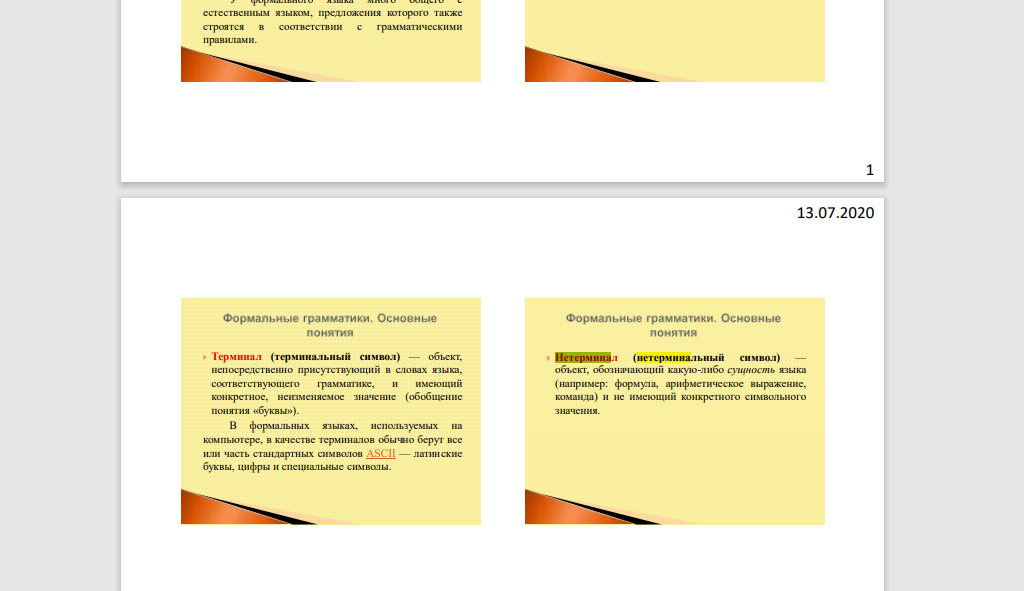 У формального языка много общего с
естественным языком, предложения которого также
строятся в соответствии с грамматическими
правилами.
1
13.07.2020
Формальные грамматики. Основные
понятия
Терминал (терминальный символ) — объект,
непосредственно присутствующий в словах языка,
соответствующего грамматике, и имеющий
конкретное, неизменяемое значение (обобщение
понятия «буквы»).
В формальных языках, используемых на
компьютере, в качестве терминалов обычно берут все
или часть стандартных символов ASCII — латинские
буквы, цифры и специальные символы.
Формальные грамматики. Основные
понятия
Нетерминал (нетерминальный символ) —
объект, обозначающий какую-либо сущность языка
(например: формула, арифметическое выражение,
команда) и не имеющий конкретного символьного
значения.